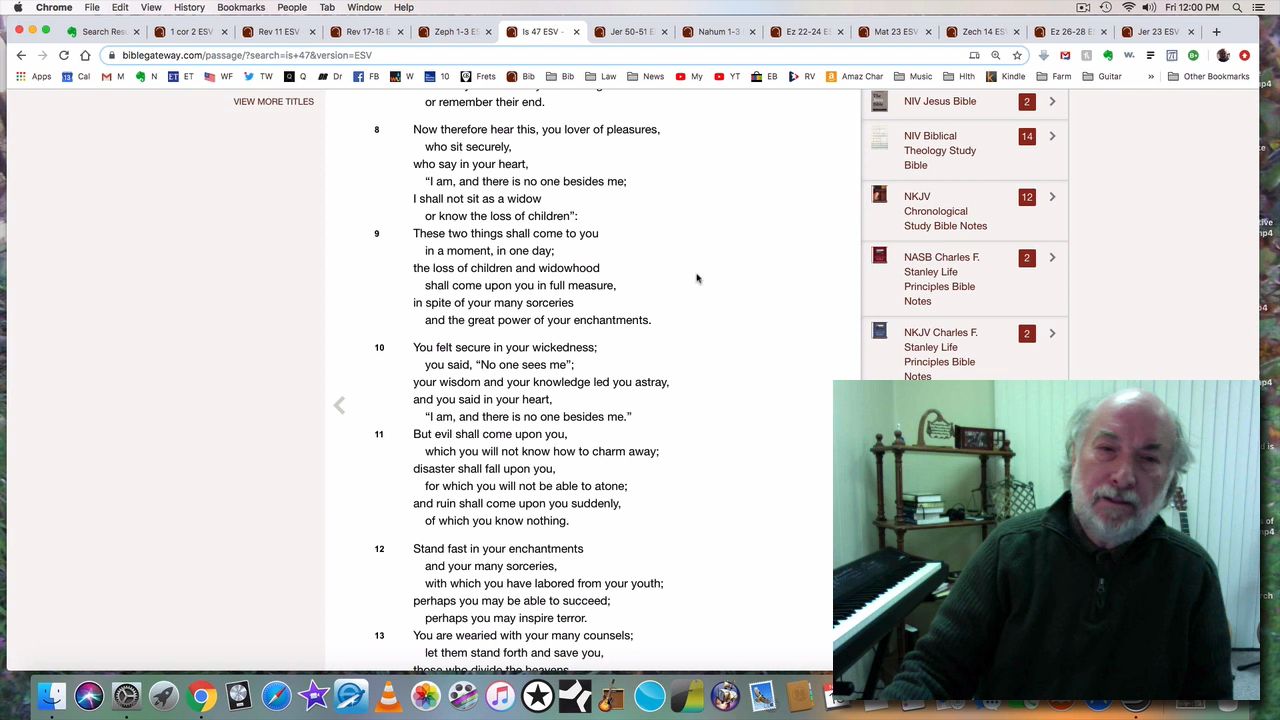 Chrome File Edit View History Bookmarks People Tab Window Help Fri 12:00 PM
Search Res 1 cor 2 ESV Rev 11 ESV Rev 17-18 E Zeph 1-3 ES Is 47 ESV - Jer 50-51 E Nahum 1-3 Ez 22-24 ES Mat 23 ESV Zech 14 ESV Ez 26-28 ES Jer 23 ESV
biblegateway.com/passage/?search=is+47&version=ESV
Apps Cal M N ET WF TW Q Dr FB W 10 Frets Bib Bib Law News My YT EB RV Amaz Char Music Hlth Kindle Farm Guitar » Other Bookmarks
VIEW MORE TITLES
or remember their end.
8 Now therefore hear this, you lover of pleasures,
who sit securely,
who say in your heart,
“I am, and there is no one besides me;
I shall not sit as a widow
or know the loss of children”:
9 These two things shall come to you
in a moment, in one day;
the loss of children and widowhood
shall come upon you in full measure,
in spite of your many sorceries
and the great power of your enchantments.
10 You felt secure in your wickedness;
you said, “No one sees me”;
your wisdom and your knowledge led you astray,
and you said in your heart,
“I am, and there is no one besides me.”
11 But evil shall come upon you,
which you will not know how to charm away;
disaster shall fall upon you,
for which you will not be able to atone;
and ruin shall come upon you suddenly,
of which you know nothing.
12 Stand fast in your enchantments
and your many sorceries,
with which you have labored from your youth;
perhaps you may be able to succeed;
perhaps you may inspire terror.
13 You are wearied with your many counsels;
let them stand forth and save you,
those who divide the heavens
NIV Jesus Bible 2
NIV Biblical 14
Theology Study
Bible
NKJV 12
Chronological
Study Bible Notes
NASB Charles F. 2
Stanley Life
Principles Bible
Notes
NKJV Charles F. 2
Stanley Life
Principles Bible
Notes